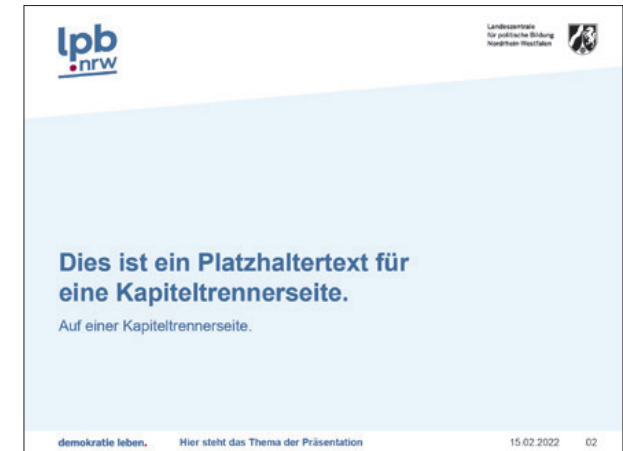 lpb
.nrw
Landeszentrale
für politische Bildung
Nordrhein-Westfalen
Dies ist ein Platzhaltertext für
eine Kapiteltrennerseite.
Auf einer Kapiteltrennerseite.
demokratie leben. Hier steht das Thema der Präsentation 15.02.2022 02